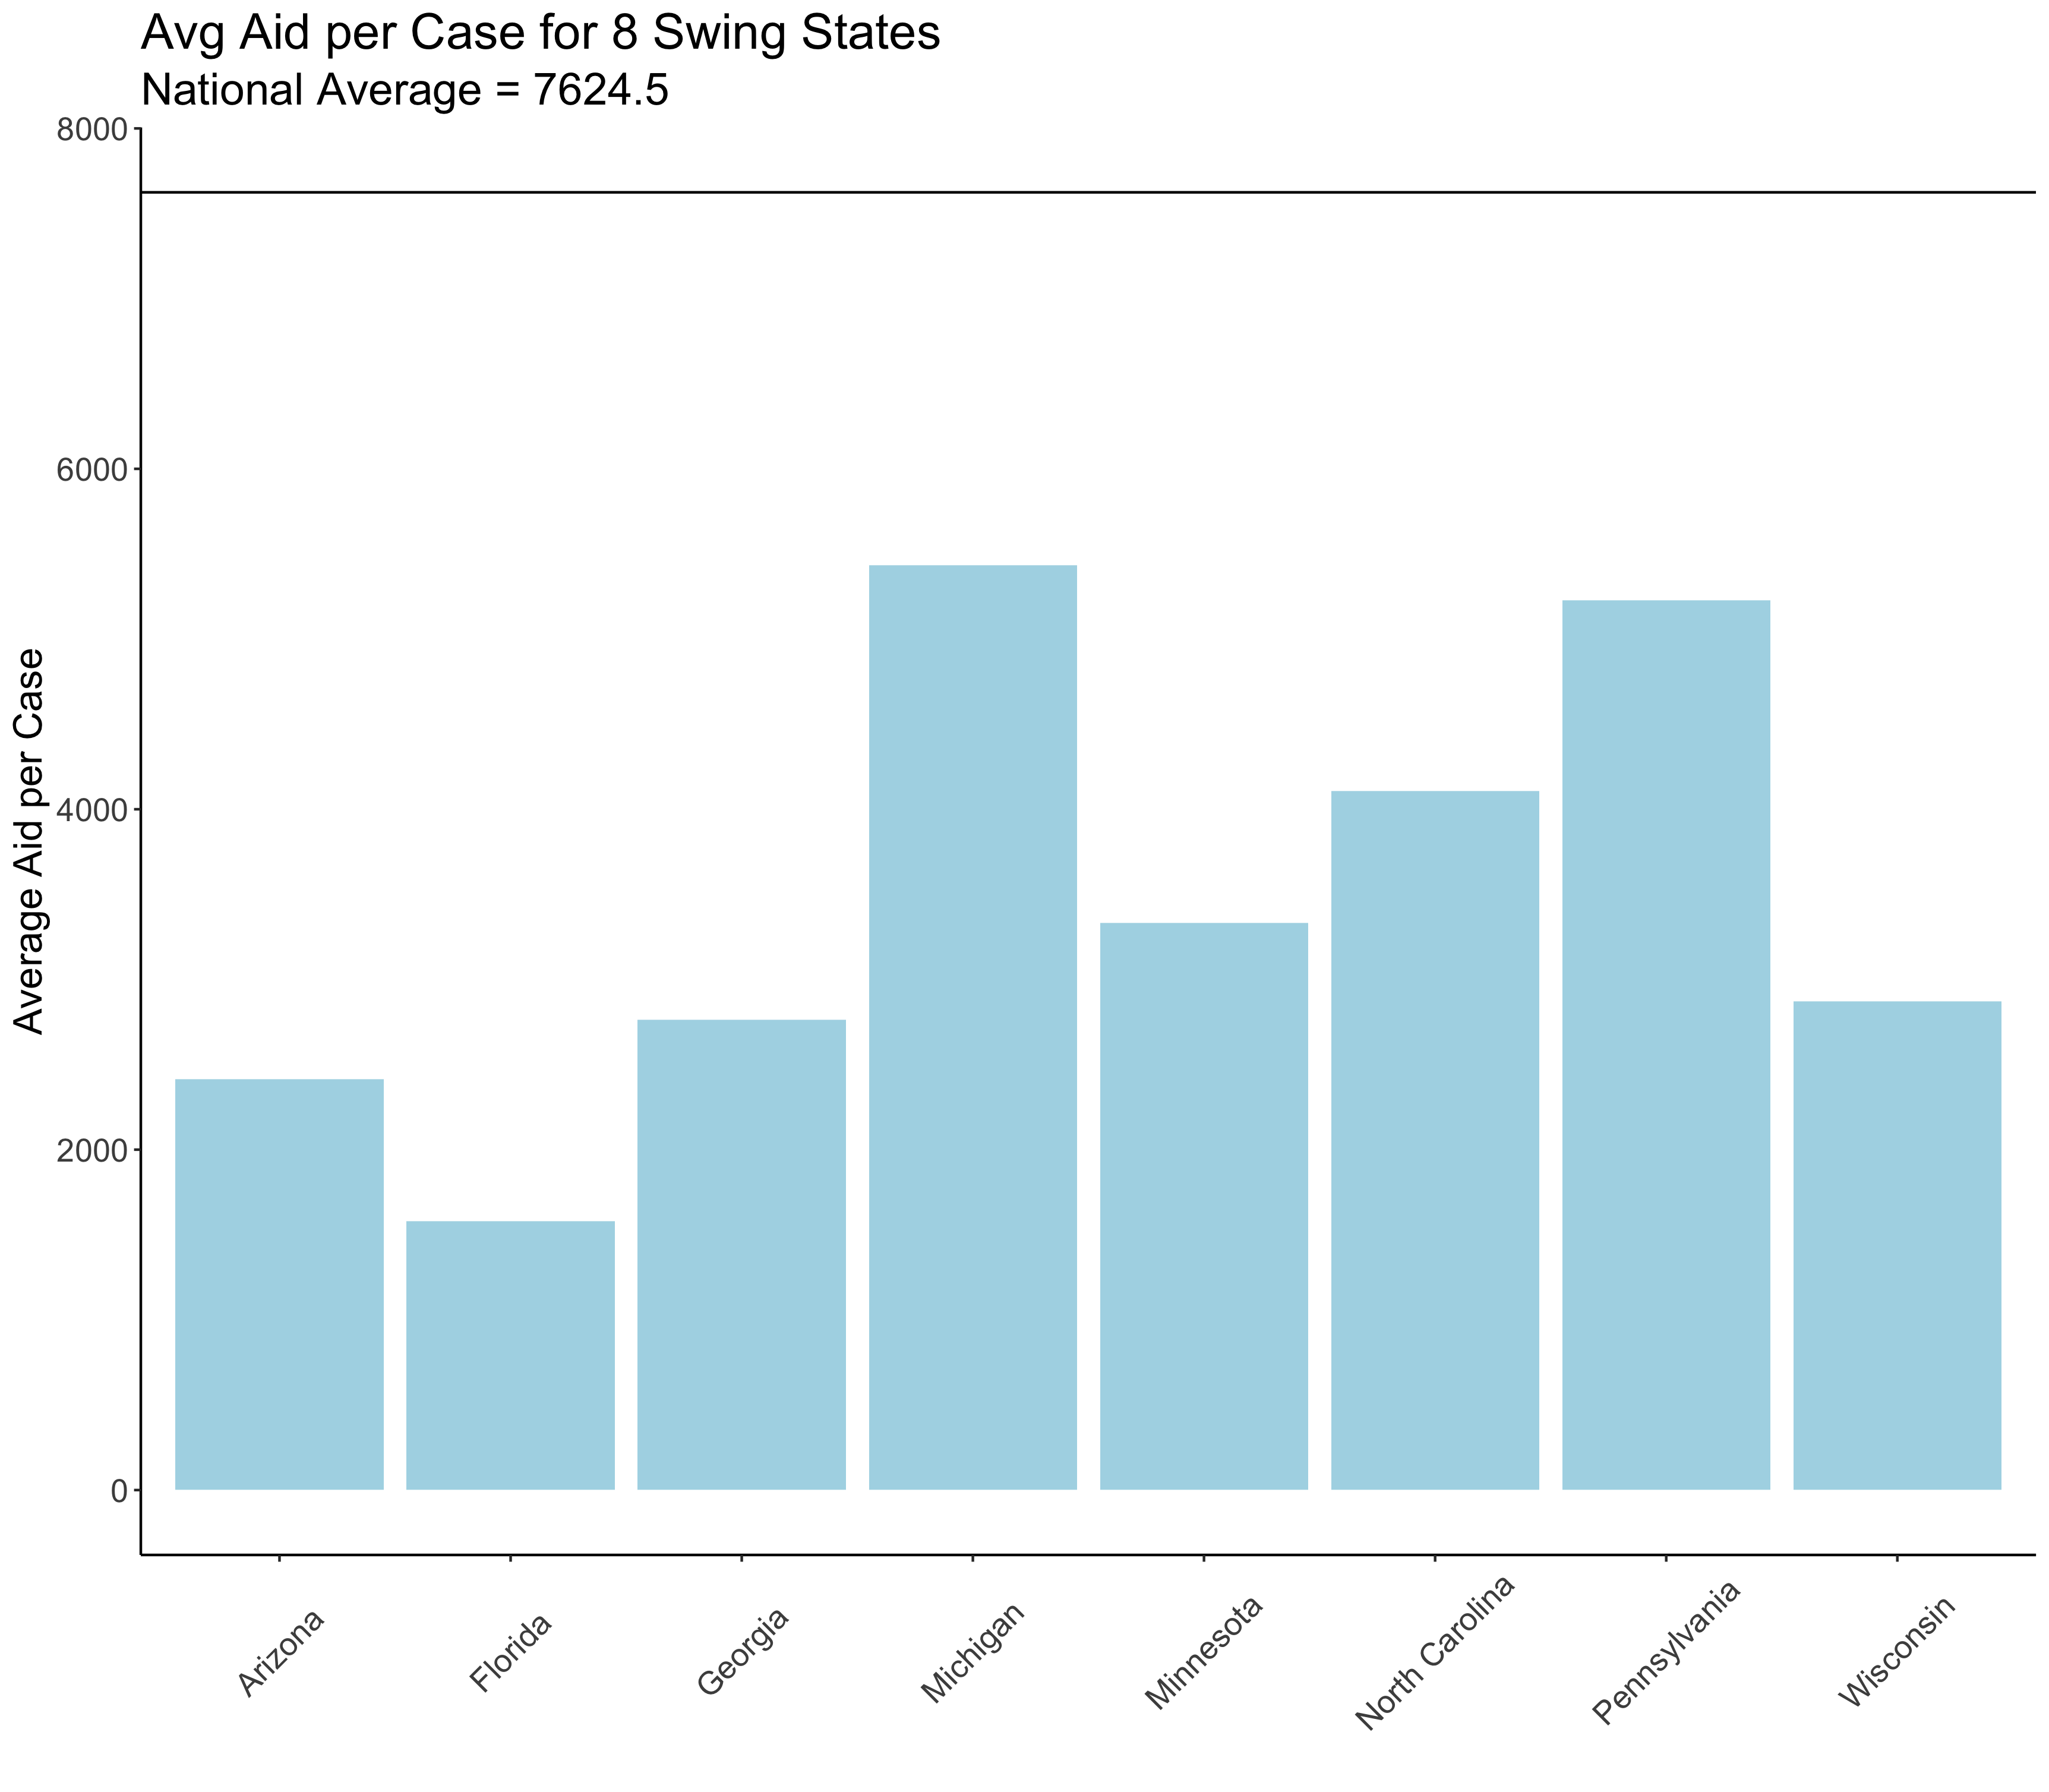 Avg Aid per Case for 8 Swing States
National Average = 7624.5
8000
6000
4000
2000
0
Average Aid per Case
Arizona
Florida
Georgia
Michigan
Minnesota
North Carolina
Pennsylvania
Wisconsin